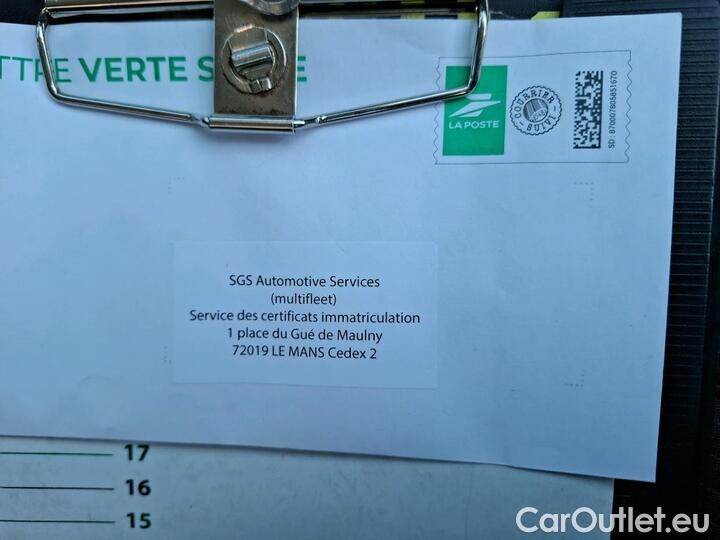 TTRE VERTE S
E
LA POSTE
COURRIER
SUIVI
SD : 87000780585167O
SGS Automotive Services
(multifleet)
Service des certificats immatriculation
1 place du Gué de Maulny
72019 LE MANS Cedex 2
17
16
15
CarOutlet.eu